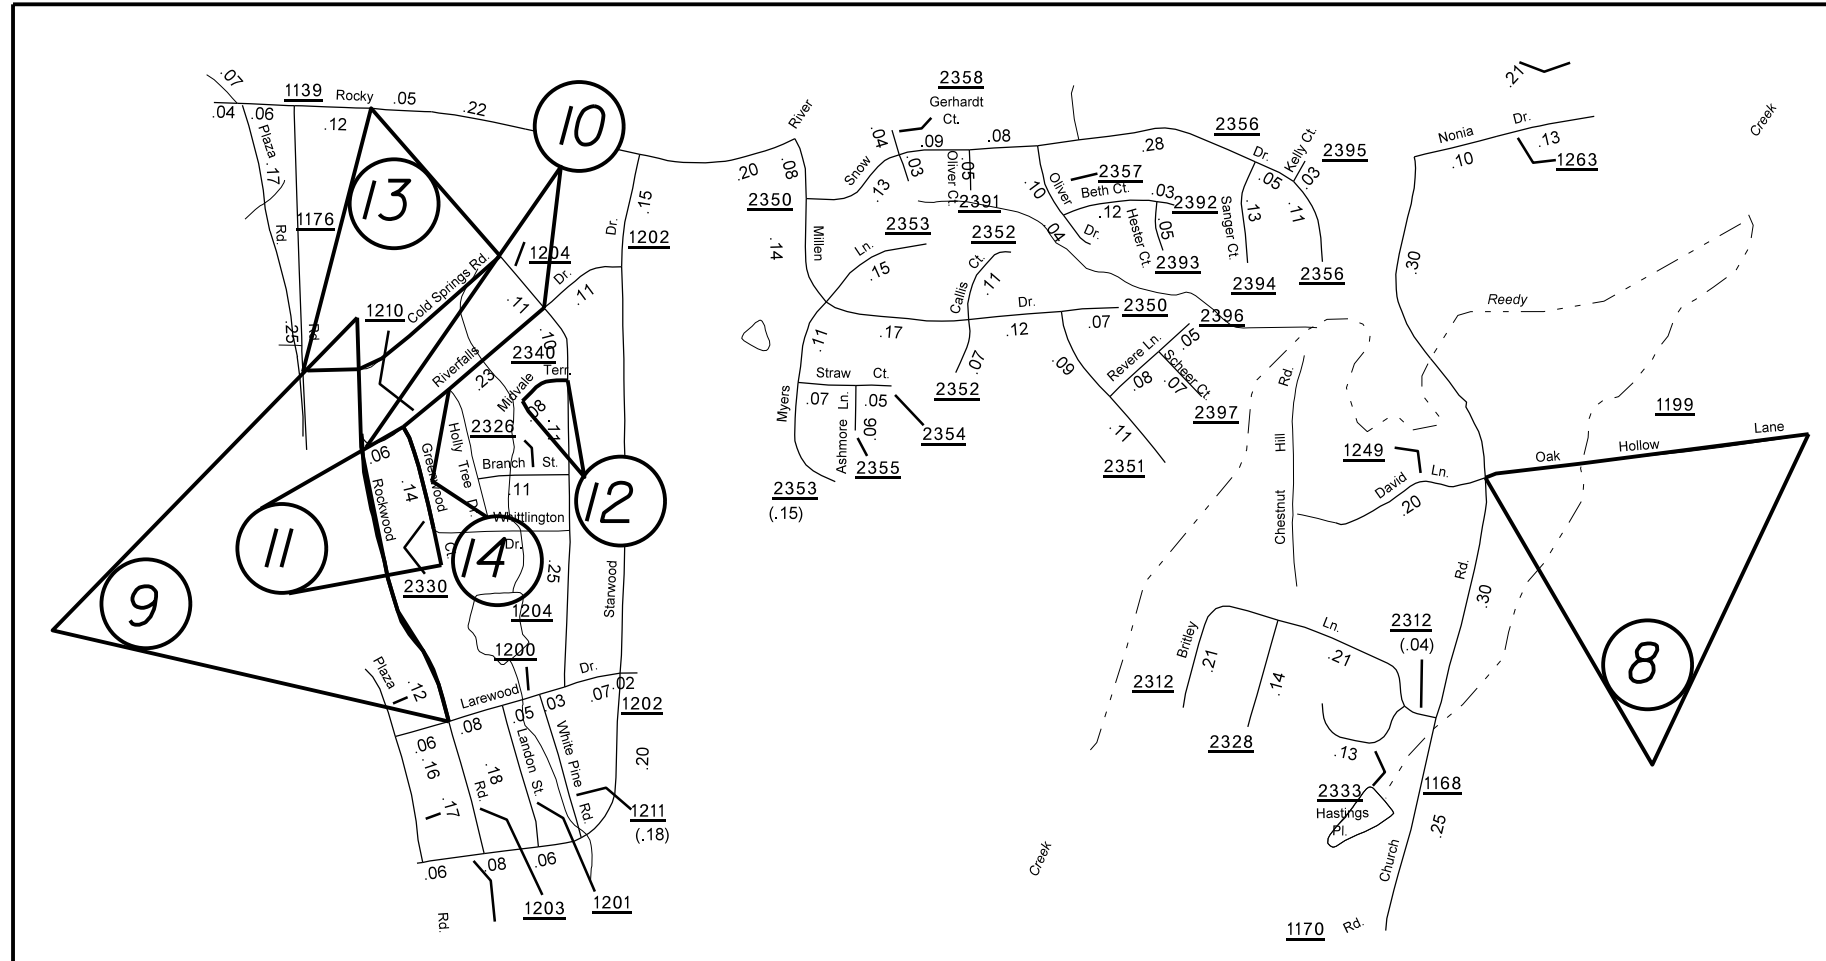 .07
1139
Rocky
.05
.22
.04
.06
.12
Plaza
.17
Rd.
1176
.25
Rd.
13
10
.15
Dr.
1202
1204
Cold Springs Rd.
1210
.11
Dr.
.11
.10
Riverfalls
.23
2340
Midvale
Terr.
.08
.11
2326
Branch St.
.11
Holly Tree Dr.
Whittlington
Dr.
.06
Greenwood
Ct.
.14
Rockwood
2330
11
9
12
14
.25
Starwood
1204
1200
Plaza
.12
Larewood
Dr.
.07
.02
1202
.03
.05
.08
.06
.16
.17
.18
Rd.
Landon St.
White Pine Rd.
.20
1211
(.18)
.06
.08
.06
1203
1201
Rd.
River
.20
.08
2350
Snow
.13
.04
.03
2358
Gerhardt
Ct.
.09
.08
Oliver Ct.
.05
2391
.10
Oliver
Dr.
.04
2357
Beth Ct.
.03
2392
.12
Hester Ct.
.05
2393
.28
2356
Dr.
Kelly Ct.
.03
2395
.05
.11
Sanger Ct.
.13
2394
2356
Millen
.14
Ln.
.15
2353
2352
Ct.
.11
Callis
Dr.
.17
.12
.07
2350
.07
2352
.11
Myers
Straw Ct.
.07
.05
Ashmore Ln.
.06
2354
2355
2353
(.15)
.09
.11
2351
Revere Ln.
.05
.08
2396
Scheer Ct.
.07
2397
.21
Nonia Dr.
.13
.10
1263
Creek
.30
Reedy
1199
Oak Hollow Lane
1249
David Ln.
.20
Rd.
Hill
Chestnut
Rd.
.30
8
Britley
.21
Ln.
.21
.14
2312
2328
2312
(.04)
.13
2333
Hastings
Pl.
1168
.25
Church
Rd.
1170
Creek